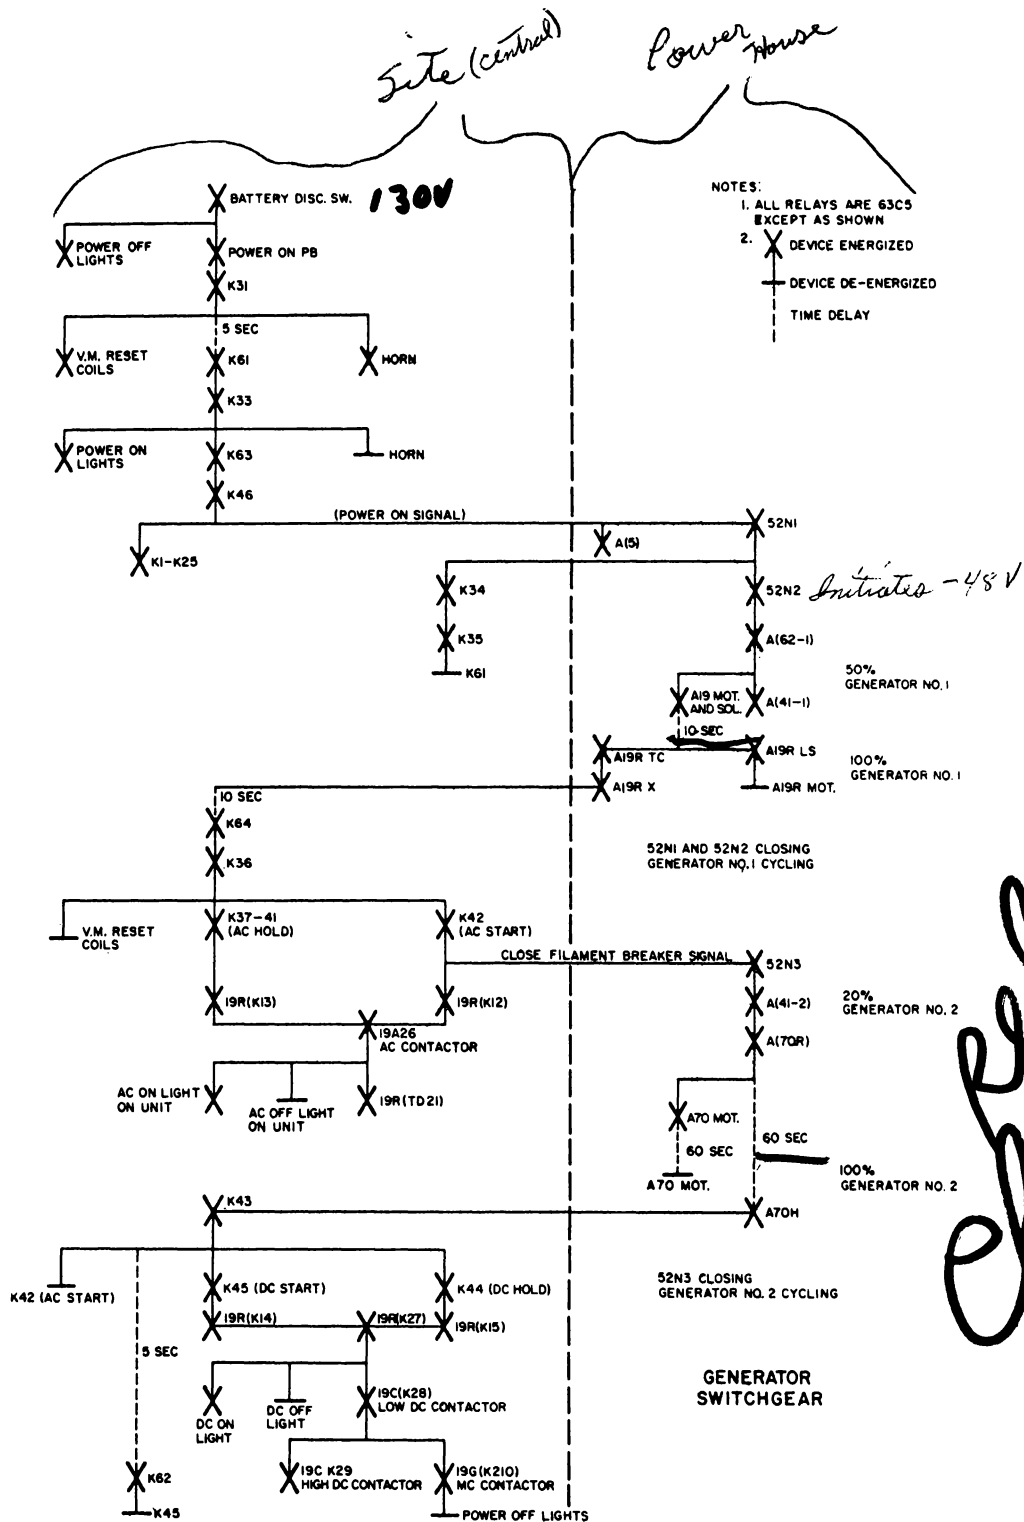 Site (central)
Power House
BATTERY DISC. SW.
130V
POWER OFF
LIGHTS
POWER ON PB
K31
5 SEC
V.M. RESET
COILS
K61
HORN
K33
POWER ON
LIGHTS
K63
HORN
K46
NOTES:
1. ALL RELAYS ARE 63C5
EXCEPT AS SHOWN
2.
DEVICE ENERGIZED
DEVICE DE-ENERGIZED
TIME DELAY
(POWER ON SIGNAL)
52N1
A(5)
K1-K25
K34
52N2
Initiates -48 V
K35
A(62-1)
K61
50%
GENERATOR NO. 1
A19 MOT.
AND SOL.
A(41-1)
10 SEC
A19R TC
A19R LS
100%
GENERATOR NO. 1
A19R X
A19R MOT.
10 SEC
K64
K36
52N1 AND 52N2 CLOSING
GENERATOR NO. 1 CYCLING
V.M. RESET
COILS
K37-41
(AC HOLD)
K42
(AC START)
CLOSE FILAMENT BREAKER SIGNAL
52N3
19R(K13)
19R(K12)
A(41-2)
20%
GENERATOR NO. 2
19A26
AC CONTACTOR
A(70R)
AC ON LIGHT
ON UNIT
AC OFF LIGHT
ON UNIT
19R(TD21)
A70 MOT.
60 SEC
60 SEC
A70 MOT.
100%
GENERATOR NO. 2
K43
A70H
K42 (AC START)
K45 (DC START)
K44 (DC HOLD)
52N3 CLOSING
GENERATOR NO. 2 CYCLING
19R(K14)
19R(K27)
19R(K15)
5 SEC
DC ON
LIGHT
DC OFF
LIGHT
19C(K28)
LOW DC CONTACTOR
GENERATOR
SWITCHGEAR
K62
19C K29
HIGH DC CONTACTOR
19G(K210)
MC CONTACTOR
K45
POWER OFF LIGHTS